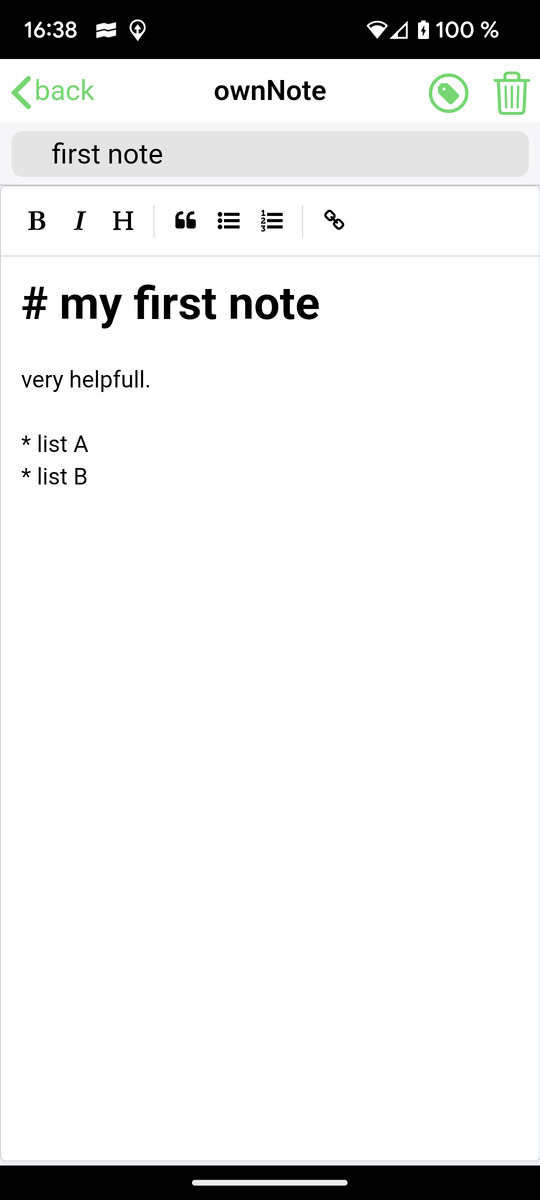 16:38 100 %
back ownNote
first note
B I H
# my first note
very helpfull.
* list A
* list B